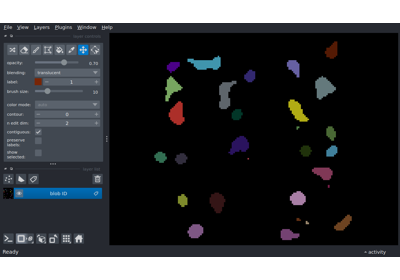 File View Layers Plugins Window Help
opacity: 0.70
blending: translucent
label: 1
brush size: 10
color mode:
contour: 0
n edit dim: 2
contiguous:
preserve labels:
show selected:
blob ID
Ready activity